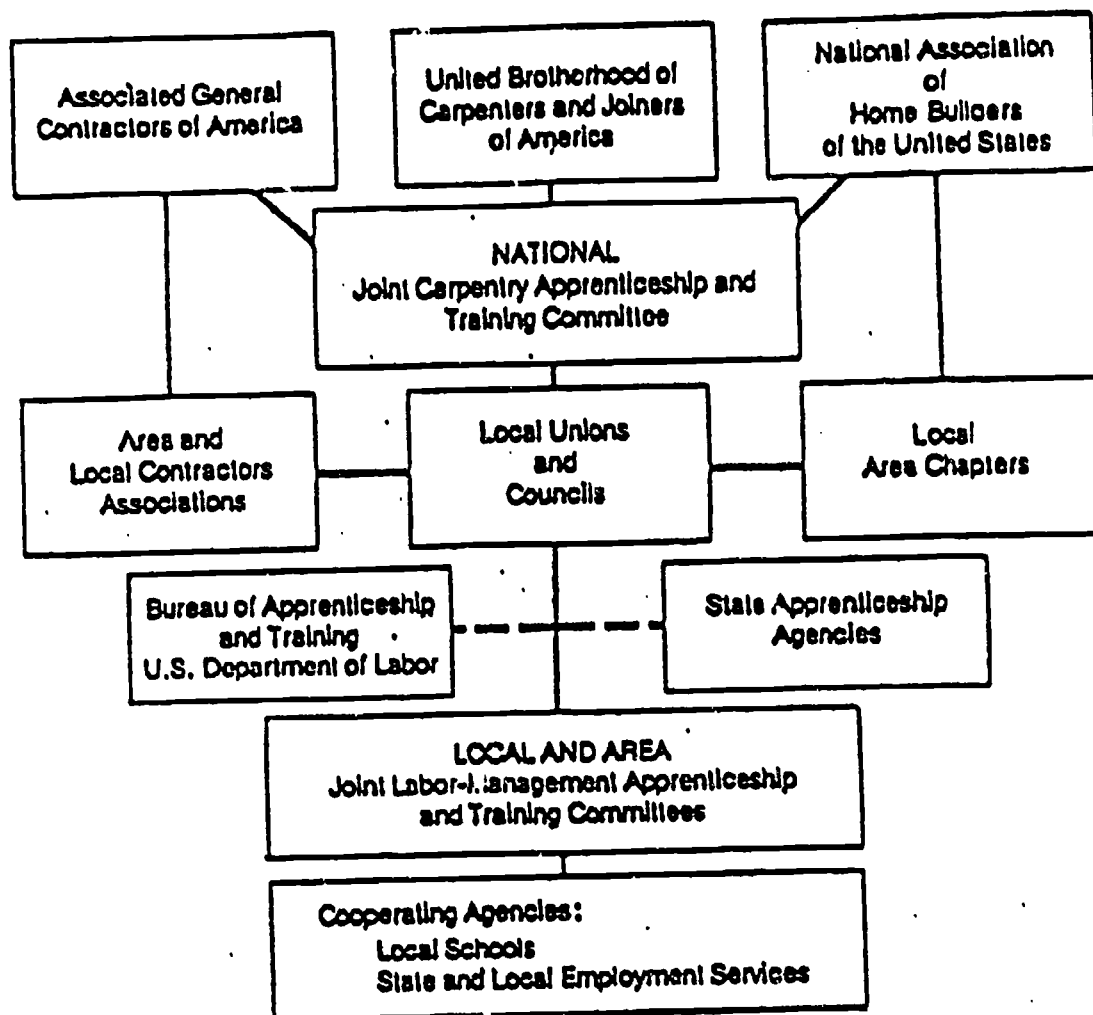 Associated General
Contractors of America
United Brotherhood of
Carpenters and Joiners
of America
National Association
of
Home Builders
of the United States
NATIONAL
Joint Carpentry Apprenticeship and
Training Committee
Area and
Local Contractors
Associations
Local Unions
and
Councils
Local
Area Chapters
Bureau of Apprenticeship
and Training
U.S. Department of Labor
State Apprenticeship
Agencies
LOCAL AND AREA
Joint Labor-Management Apprenticeship
and Training Committees
Cooperating Agencies:
Local Schools
State and Local Employment Services